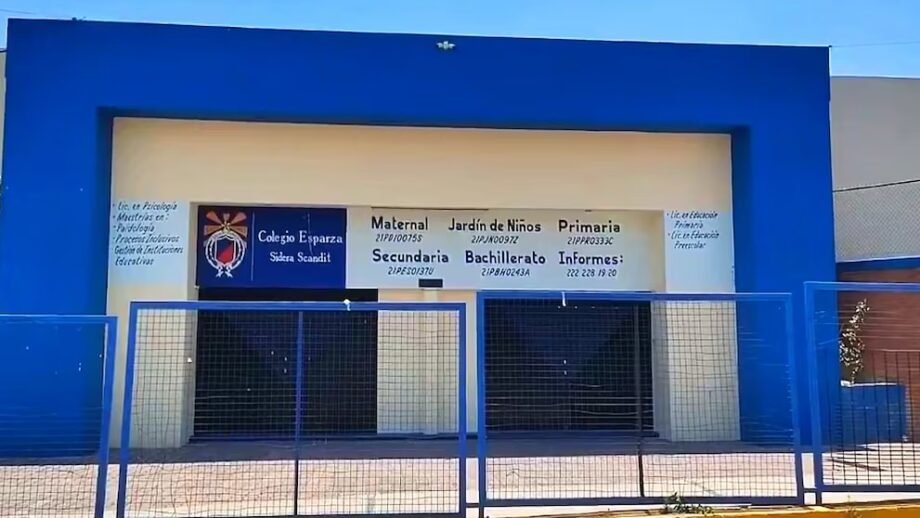 - Lic. en Psicología
- Maestrías en:
- Paidología
- Procesos Inclusivos
- Gestión de Instituciones
Educativas
Colegio Esparza
Sidera Scandit
Maternal Jardín de Niños Primaria
21PDI0075S 21PJN0097Z 21PPR0333C
Secundaria Bachillerato Informes:
21PES0137U 21PBH0243A 222 228 19 20
- Lic. en Educación
Primaria
- Lic. en Educación
Preescolar